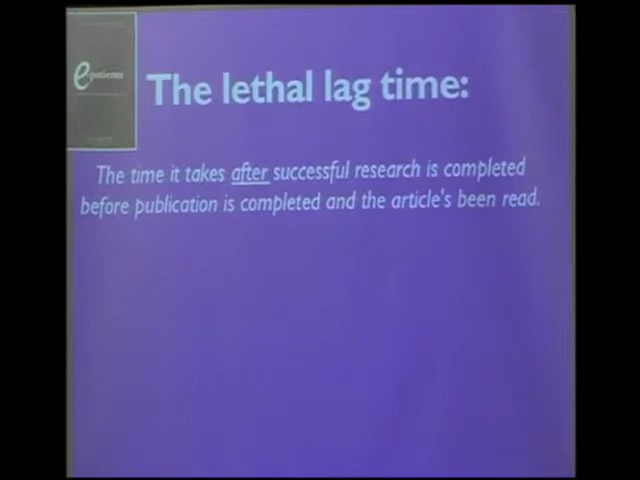 e-patients
The lethal lag time:
The time it takes after successful research is completed
before publication is completed and the article's been read.